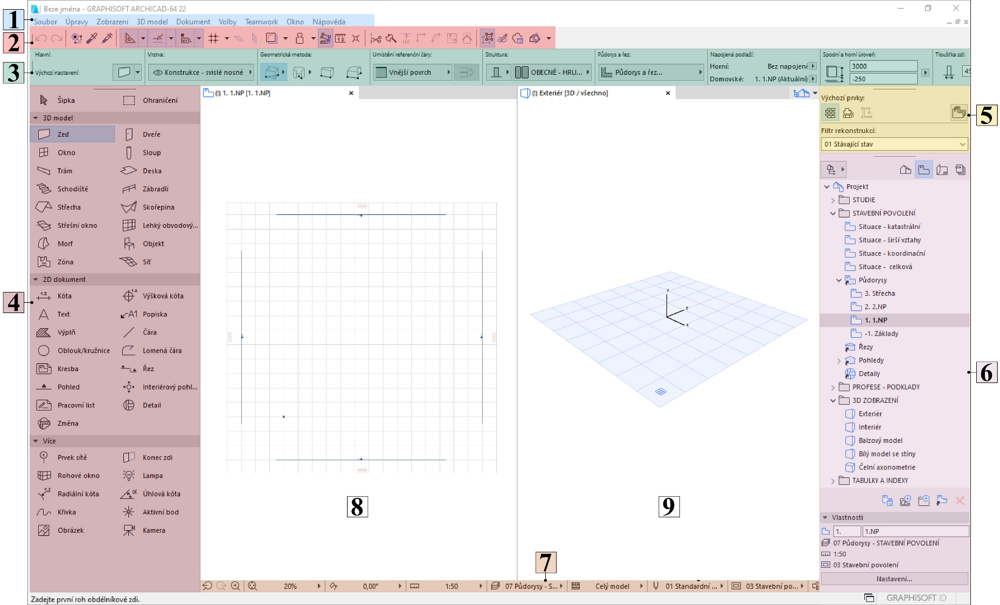 Beze jména - GRAPHISOFT ARCHICAD-64 22
1
Soubor Úpravy Zobrazení 3D model Dokument Volby Teamwork Okno Nápověda
2
3
Hlavní:
Výchozí nastavení:
Vrstva:
Konstrukce - svislé nosné
Geometrická metoda:
Umístění referenční čáry:
Vnější povrch
Struktura:
OBECNÉ - HRU...
Půdorys a řez:
Půdorys a řez...
Napojená podlaží:
Horní: Bez napojení
Domovské: 1. 1.NP (Aktuální)
Spodní a horní úroveň:
3000
-250
Tloušťka zdi:
45
4
Šipka Ohraničení
3D model
Zeď Dveře
Okno Sloup
Trám Deska
Schodiště Zábradlí
Střecha Skořepina
Střešní okno Lehký obvodový...
Morf Objekt
Zóna Síť
2D dokument
1.2 Kóta 1.2 Výšková kóta
A Text A1 Popiska
Výplň Čára
Oblouk/kružnice Lomená čára
Kresba Řez
Pohled Interiérový pohl...
Pracovní list Detail
Změna
Více
1 Prvek sítě Konec zdi
Rohové okno Lampa
1.2 Radiální kóta α Úhlová kóta
Křivka Aktivní bod
Obrázek Kamera
(!) 1. 1.NP [1. 1.NP]
8
(!) Exteriér [3D / všechno]
z
y
x
9
5
Výchozí prvky:
Filtr rekonstrukcí:
01 Stávající stav
6
Projekt
STUDIE
STAVEBNÍ POVOLENÍ
Situace - katastrální
Situace - širší vztahy
Situace - koordinační
Situace - celková
Půdorysy
3. Střecha
2. 2.NP
1. 1.NP
-1. Základy
Řezy
Pohledy
Detaily
PROFESE - PODKLADY
3D ZOBRAZENÍ
Exteriér
Interiér
Balzový model
Bílý model se stíny
Čelní axonometrie
TABULKY A INDEXY
Vlastnosti
1. 1.NP
07 Půdorysy - STAVEBNÍ POVOLENÍ
1:50
03 Stavební povolení
Nastavení...
7
20% 0,00° 1:50 07 Půdorysy - S... Celý model 01 Standardní ... 03 Stavební po...
Zadejte první roh obdélníkové zdi.
GRAPHISOFT ID